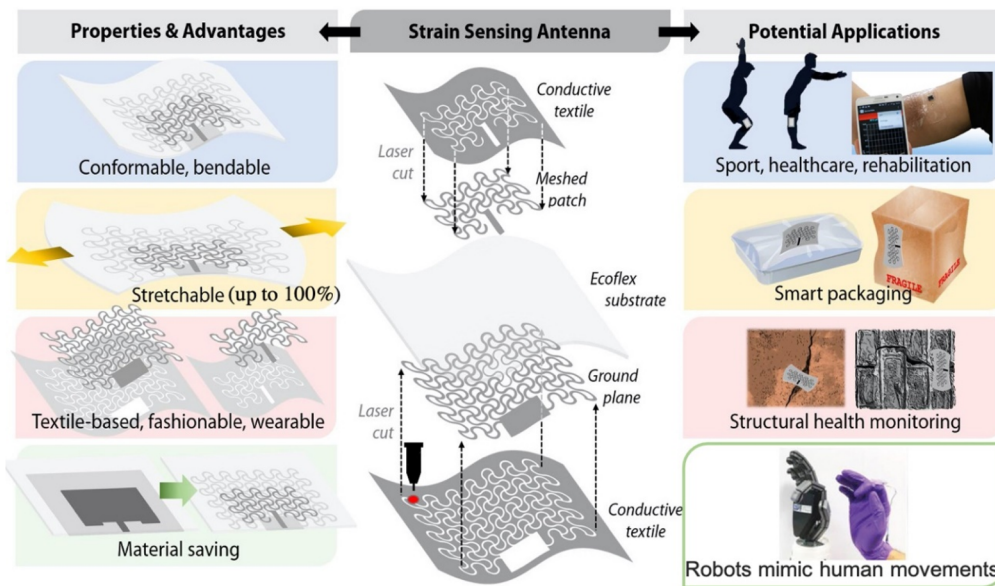 Properties & Advantages
Strain Sensing Antenna
Potential Applications
Conformable, bendable
Stretchable (up to 100%)
Textile-based, fashionable, wearable
Material saving
Conductive
textile
Laser
cut
Meshed
patch
Ecoflex
substrate
Ground
plane
Laser
cut
Conductive
textile
Sport, healthcare, rehabilitation
FRAGILE
FRAGILE
Smart packaging
Structural health monitoring
Robots mimic human movements